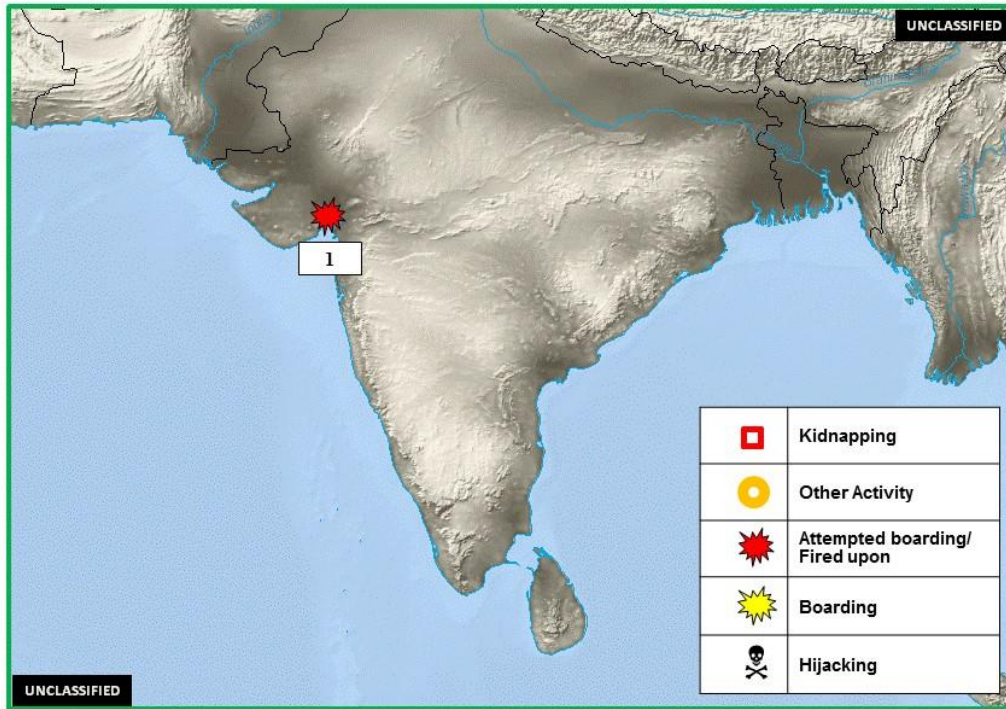 UNCLASSIFIED
1
Kidnapping
Other Activity
Attempted boarding/
Fired upon
Boarding
Hijacking
UNCLASSIFIED